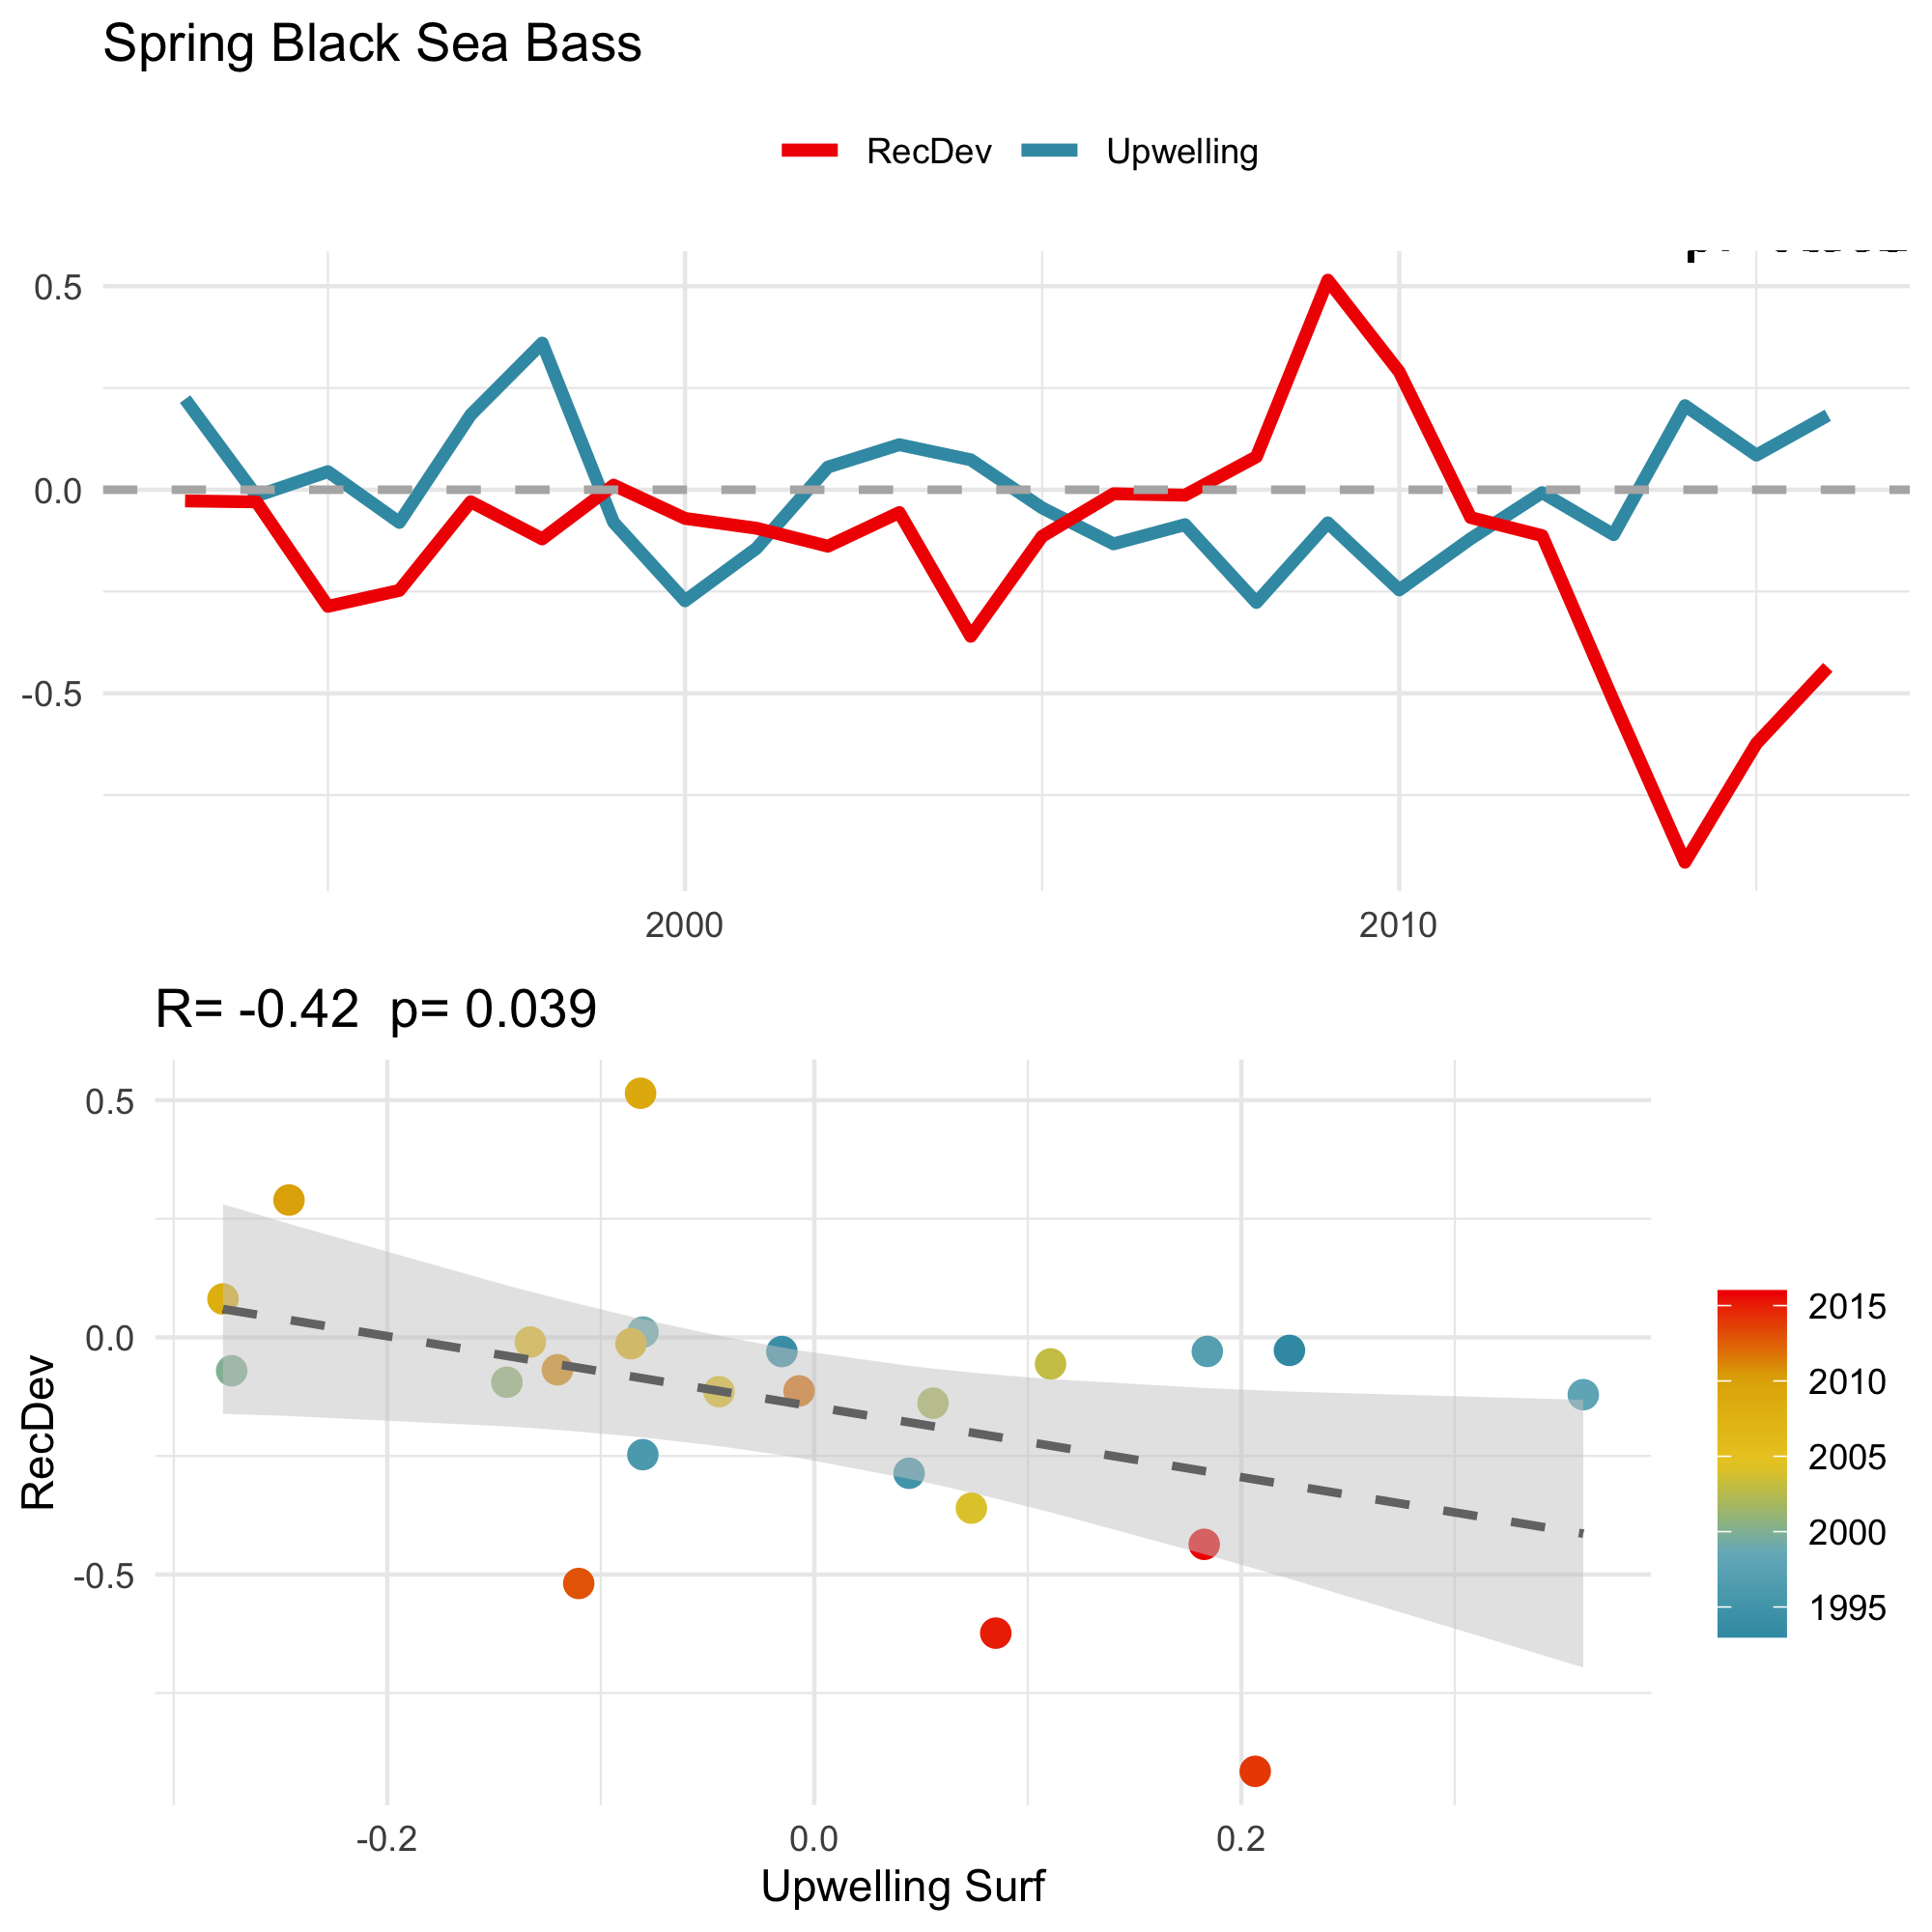 Spring Black Sea Bass
RecDev Upwelling
0.5
0.0
-0.5
2000 2010
R= -0.42 p= 0.039
RecDev
0.5
0.0
-0.5
-0.2 0.0 0.2
Upwelling Surf
2015
2010
2005
2000
1995